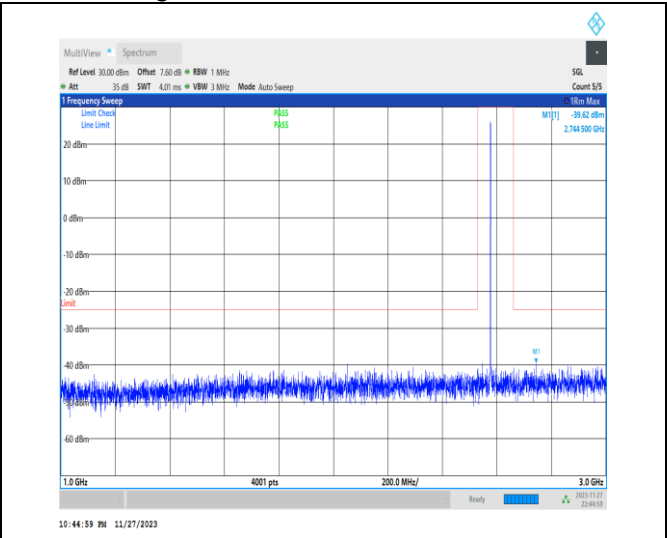 MultiView Spectrum
Ref Level 30.00 dBm Offset 7.60 dB RBW 1 MHz SGL
Att 35 dB SWT 4.01 ms VBW 3 MHz Mode Auto Sweep Count 5/5
1 Frequency Sweep 1Rm Max
Limit Check PASS M1[1] -39.62 dBm
Line Limit PASS 2.744 500 GHz
20 dBm
10 dBm
0 dBm
-10 dBm
-20 dBm
Limit
-30 dBm
M1
-40 dBm
-50 dBm
-60 dBm
1.0 GHz 4001 pts 200.0 MHz/ 3.0 GHz
Ready 2023-11-27
22:44:59
10:44:59 PM 11/27/2023